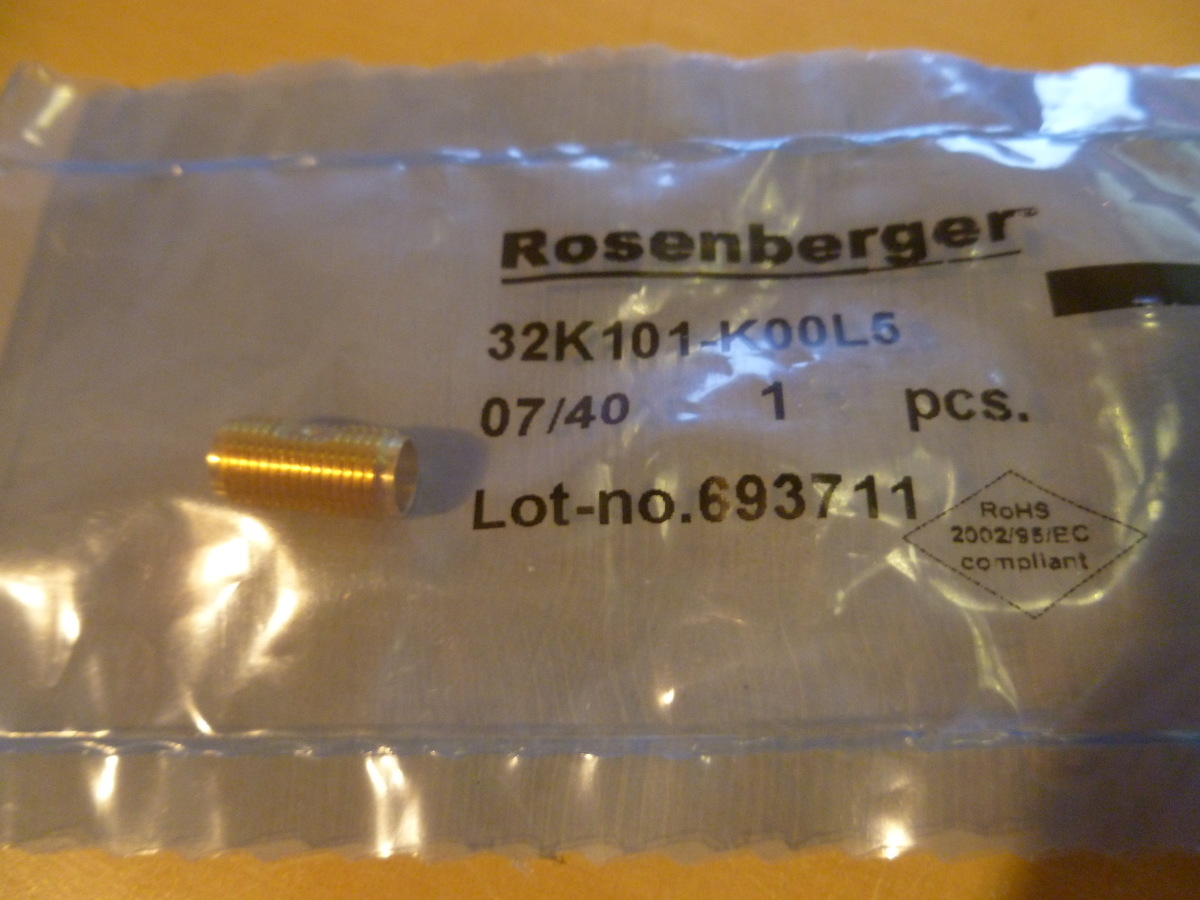 Rosenberger
32K101-K00L5
07/40 1 pcs.
Lot-no.693711
RoHS
2002/95/EC
compliant